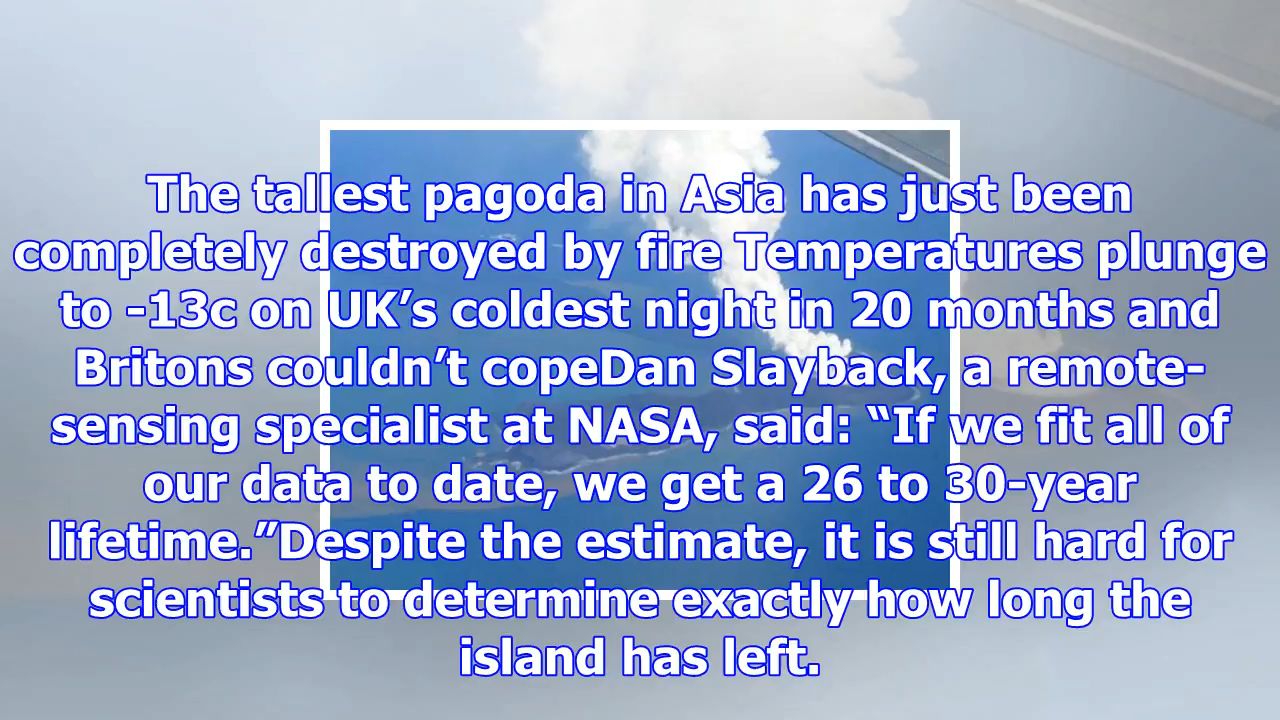 The tallest pagoda in Asia has just been
completely destroyed by fire Temperatures plunge
to -13c on UK’s coldest night in 20 months and
Britons couldn’t copeDan Slayback, a remote-
sensing specialist at NASA, said: “If we fit all of
our data to date, we get a 26 to 30-year
lifetime.”Despite the estimate, it is still hard for
scientists to determine exactly how long the
island has left.